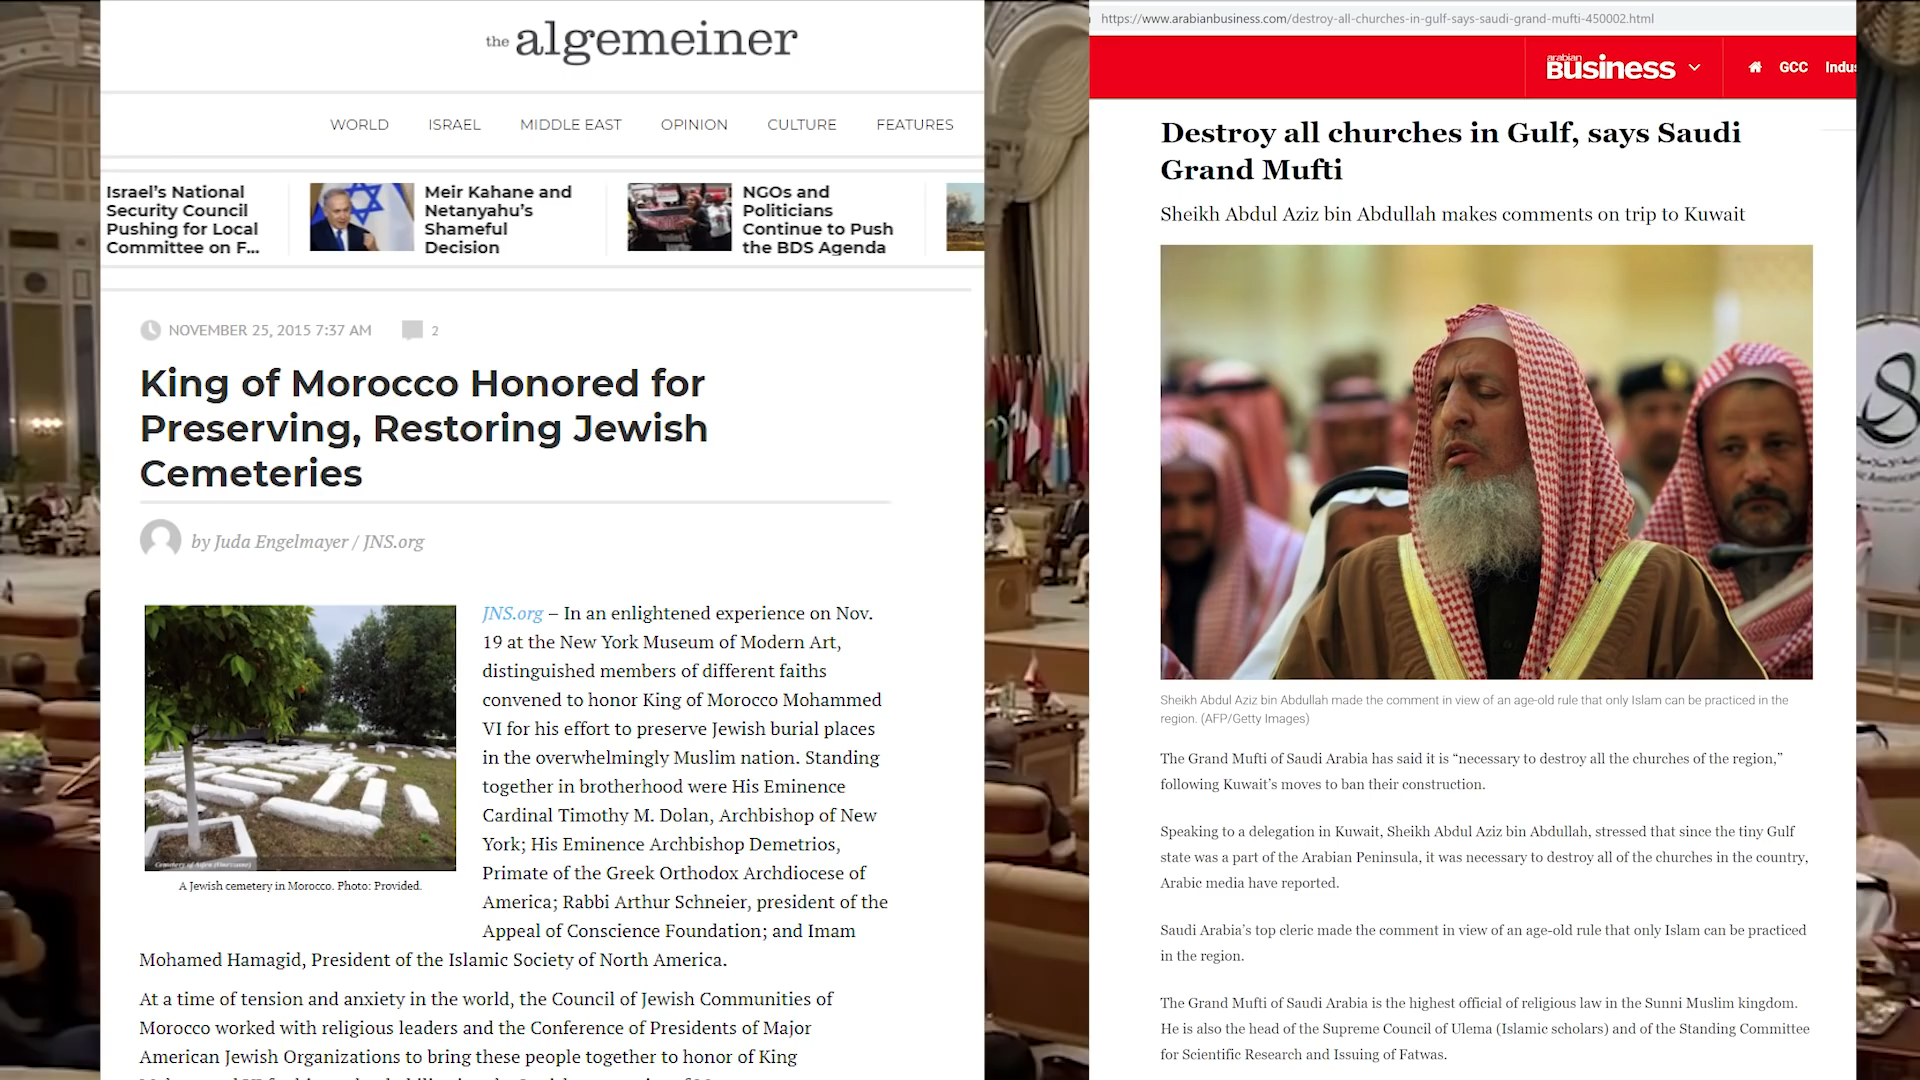 the algemeiner
WORLD ISRAEL MIDDLE EAST OPINION CULTURE FEATURES
Israel’s National
Security Council
Pushing for Local
Committee on F...
Meir Kahane and
Netanyahu’s
Shameful
Decision
NGOs and
Politicians
Continue to Push
the BDS Agenda
NOVEMBER 25, 2015 7:37 AM 2
King of Morocco Honored for
Preserving, Restoring Jewish
Cemeteries
by Juda Engelmayer / JNS.org
A Jewish cemetery in Morocco. Photo: Provided.
JNS.org – In an enlightened experience on Nov.
19 at the New York Museum of Modern Art,
distinguished members of different faiths
convened to honor King of Morocco Mohammed
VI for his effort to preserve Jewish burial places
in the overwhelmingly Muslim nation. Standing
together in brotherhood were His Eminence
Cardinal Timothy M. Dolan, Archbishop of New
York; His Eminence Archbishop Demetrios,
Primate of the Greek Orthodox Archdiocese of
America; Rabbi Arthur Schneier, president of the
Appeal of Conscience Foundation; and Imam
Mohamed Hamagid, President of the Islamic Society of North America.
At a time of tension and anxiety in the world, the Council of Jewish Communities of
Morocco worked with religious leaders and the Conference of Presidents of Major
American Jewish Organizations to bring these people together to honor of King
https://www.arabianbusiness.com/destroy-all-churches-in-gulf-says-saudi-grand-mufti-450002.html
arabian
BUSiness
GCC Indus
Destroy all churches in Gulf, says Saudi
Grand Mufti
Sheikh Abdul Aziz bin Abdullah makes comments on trip to Kuwait
Sheikh Abdul Aziz bin Abdullah made the comment in view of an age-old rule that only Islam can be practiced in the
region. (AFP/Getty Images)
The Grand Mufti of Saudi Arabia has said it is “necessary to destroy all the churches of the region,”
following Kuwait’s moves to ban their construction.
Speaking to a delegation in Kuwait, Sheikh Abdul Aziz bin Abdullah, stressed that since the tiny Gulf
state was a part of the Arabian Peninsula, it was necessary to destroy all of the churches in the country,
Arabic media have reported.
Saudi Arabia’s top cleric made the comment in view of an age-old rule that only Islam can be practiced
in the region.
The Grand Mufti of Saudi Arabia is the highest official of religious law in the Sunni Muslim kingdom.
He is also the head of the Supreme Council of Ulema (Islamic scholars) and of the Standing Committee
for Scientific Research and Issuing of Fatwas.